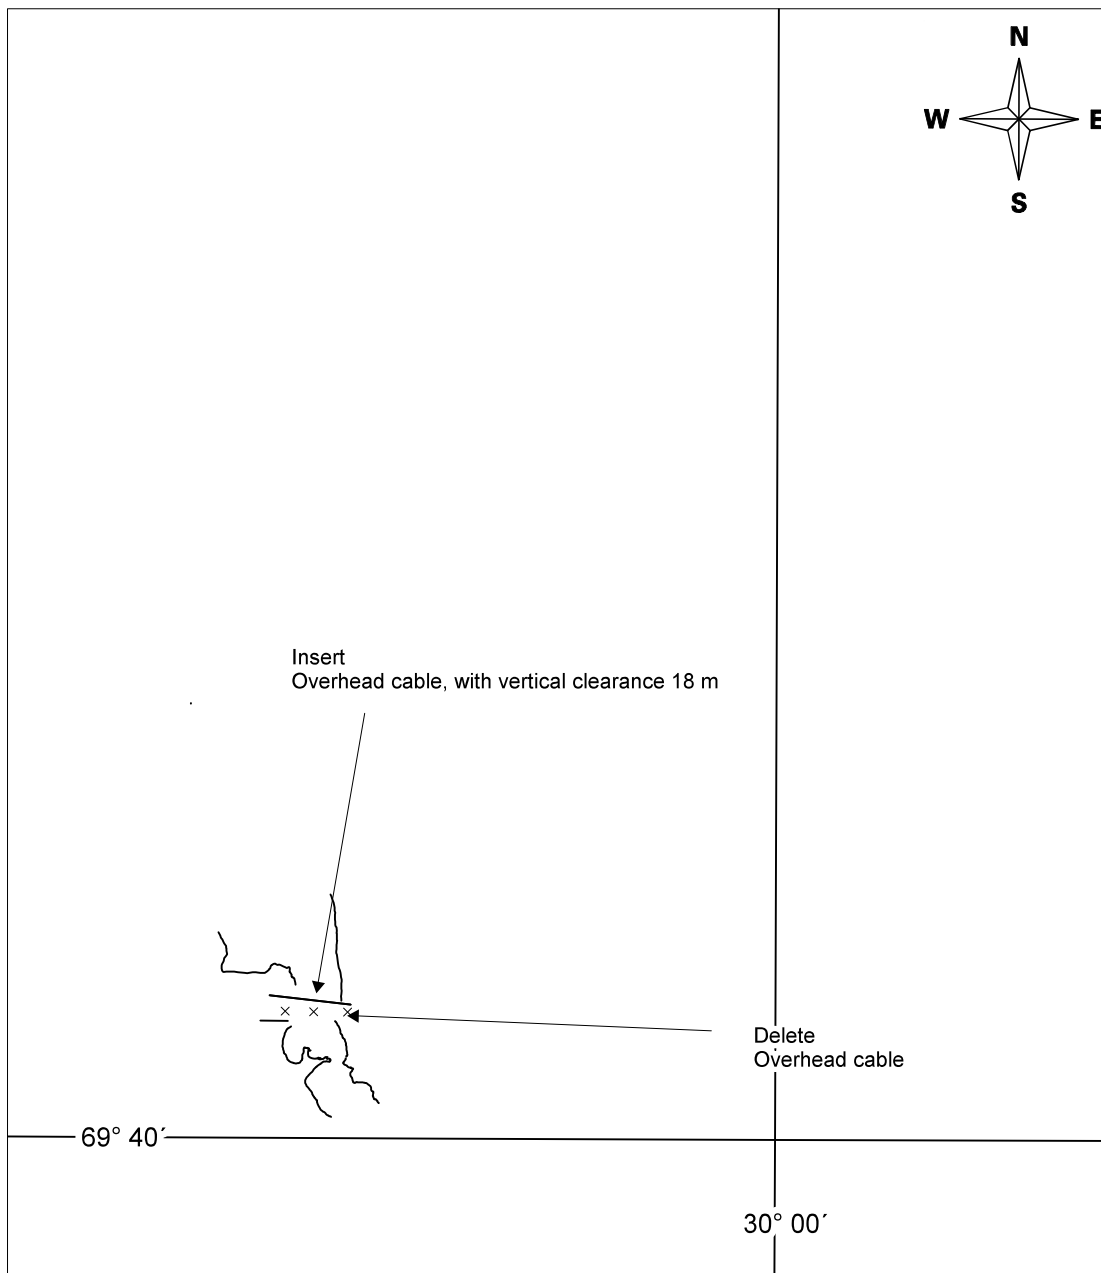 N
W
E
S
Insert
Overhead cable, with vertical clearance 18 m
Delete
Overhead cable
69° 40´
30° 00´